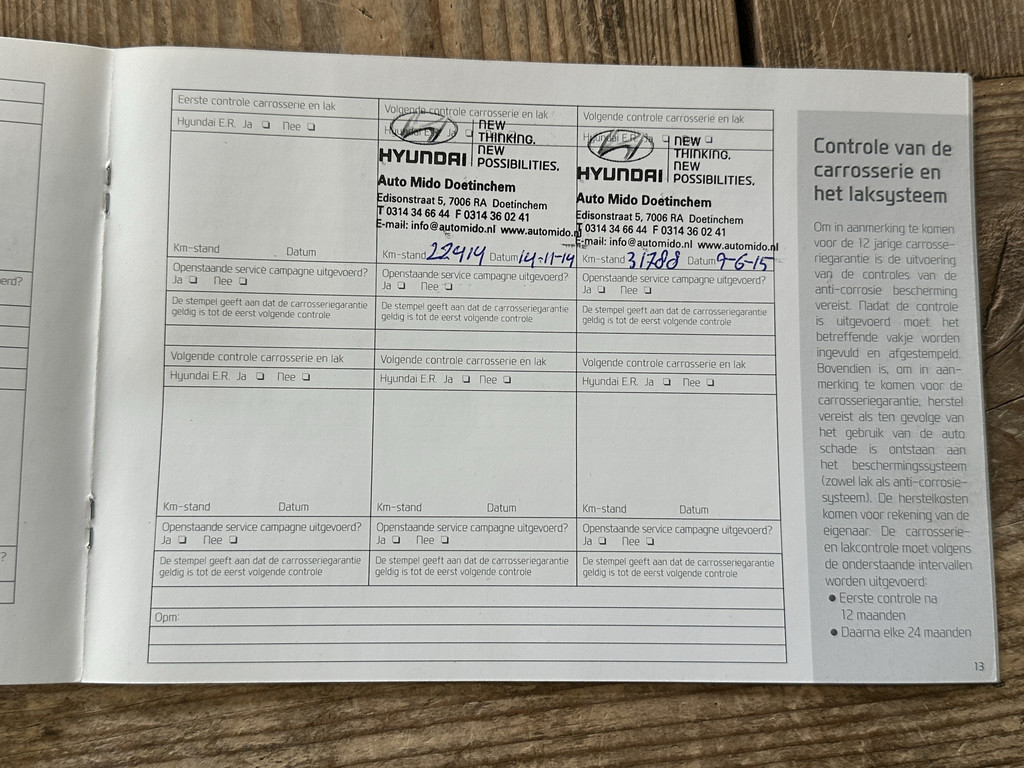 Eerste controle carrosserie en lak
Hyundai E.R. Ja ❏ Nee ❏
Km-stand Datum
Openstaande service campagne uitgevoerd?
Ja ❏ Nee ❏
De stempel geeft aan dat de carrosseriegarantie
geldig is tot de eerst volgende controle
Volgende controle carrosserie en lak
Hyundai E.R. Ja ❏
NEW
THINKING.
NEW
POSSIBILITIES.
HYUNDAI
Auto Mido Doetinchem
Edisonstraat 5, 7006 RA Doetinchem
T 0314 34 66 44 F 0314 36 02 41
E-mail: info@automido.nl www.automido.nl
Km-stand 22414 Datum 14-11-14
Openstaande service campagne uitgevoerd?
Ja ❏ Nee ❏
De stempel geeft aan dat de carrosseriegarantie
geldig is tot de eerst volgende controle
Volgende controle carrosserie en lak
Hyundai E.R. Ja ❏ ❏
NEW
THINKING.
NEW
POSSIBILITIES.
HYUNDAI
Auto Mido Doetinchem
Edisonstraat 5, 7006 RA Doetinchem
T 0314 34 66 44 F 0314 36 02 41
E-mail: info@automido.nl www.automido.nl
Km-stand 31788 Datum 9-6-15
Openstaande service campagne uitgevoerd?
Ja ❏ Nee ❏
De stempel geeft aan dat de carrosseriegarantie
geldig is tot de eerst volgende controle
Volgende controle carrosserie en lak
Hyundai E.R. Ja ❏ Nee ❏
Km-stand Datum
Openstaande service campagne uitgevoerd?
Ja ❏ Nee ❏
De stempel geeft aan dat de carrosseriegarantie
geldig is tot de eerst volgende controle
Volgende controle carrosserie en lak
Hyundai E.R. Ja ❏ Nee ❏
Km-stand Datum
Openstaande service campagne uitgevoerd?
Ja ❏ Nee ❏
De stempel geeft aan dat de carrosseriegarantie
geldig is tot de eerst volgende controle
Volgende controle carrosserie en lak
Hyundai E.R. Ja ❏ Nee ❏
Km-stand Datum
Openstaande service campagne uitgevoerd?
Ja ❏ Nee ❏
De stempel geeft aan dat de carrosseriegarantie
geldig is tot de eerst volgende controle
Opm:
Controle van de
carrosserie en
het laksysteem
Om in aanmerking te komen
voor de 12 jarige carrosse-
riegarantie is de uitvoering
van de controles van de
anti-corrosie bescherming
vereist. Nadat de controle
is uitgevoerd moet het
betreffende vakje worden
ingevuld en afgestempeld.
Bovendien is, om in aan-
merking te komen voor de
carrosseriegarantie, herstel
vereist als ten gevolge van
het gebruik van de auto
schade is ontstaan aan
het beschermingssysteem
(zowel lak als anti-corrosie-
systeem). De herstelkosten
komen voor rekening van de
eigenaar. De carrosserie-
en lakcontrole moet volgens
de onderstaande intervallen
worden uitgevoerd:
● Eerste controle na
12 maanden
● Daarna elke 24 maanden
13